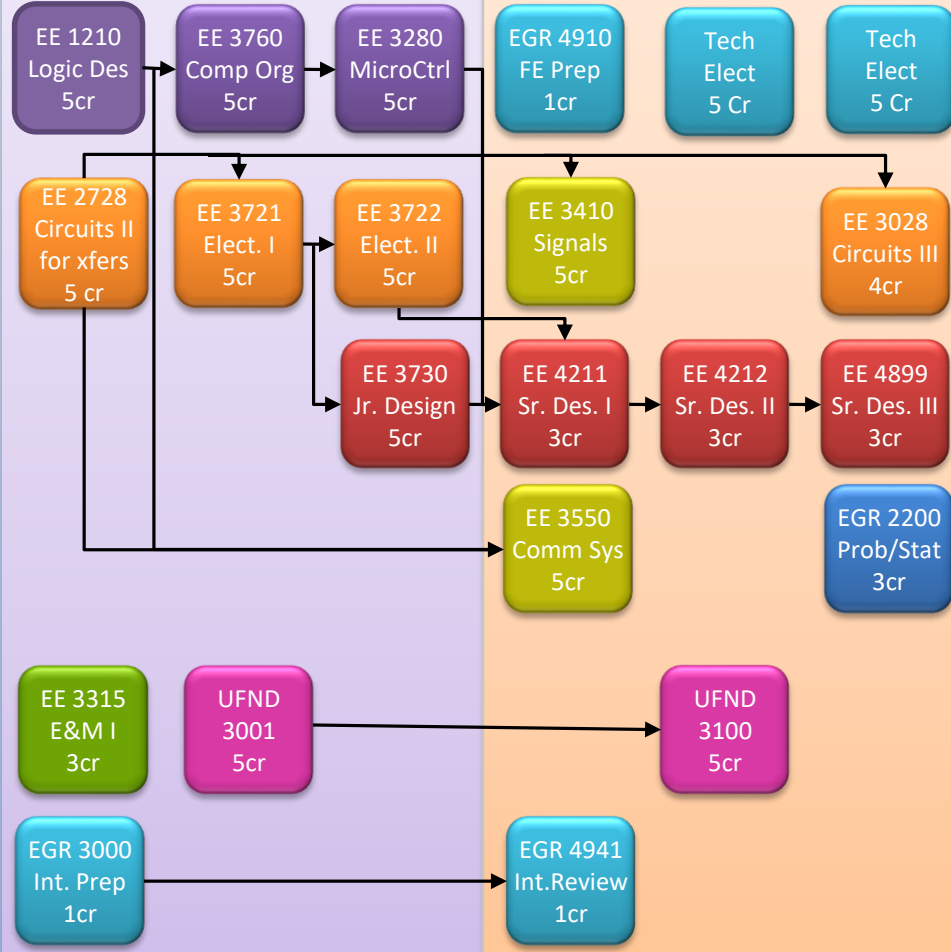 EE 1210
Logic Des
5cr
EE 3760
Comp Org
5cr
EE 3280
MicroCtrl
5cr
EGR 4910
FE Prep
1cr
Tech
Elect
5 Cr
Tech
Elect
5 Cr
EE 2728
Circuits II
for xfers
5 cr
EE 3721
Elect. I
5cr
EE 3722
Elect. II
5cr
EE 3410
Signals
5cr
EE 3028
Circuits III
4cr
EE 3730
Jr. Design
5cr
EE 4211
Sr. Des. I
3cr
EE 4212
Sr. Des. II
3cr
EE 4899
Sr. Des. III
3cr
EE 3550
Comm Sys
5cr
EGR 2200
Prob/Stat
3cr
EE 3315
E&M I
3cr
UFND
3001
5cr
UFND
3100
5cr
EGR 3000
Int. Prep
1cr
EGR 4941
Int.Review
1cr